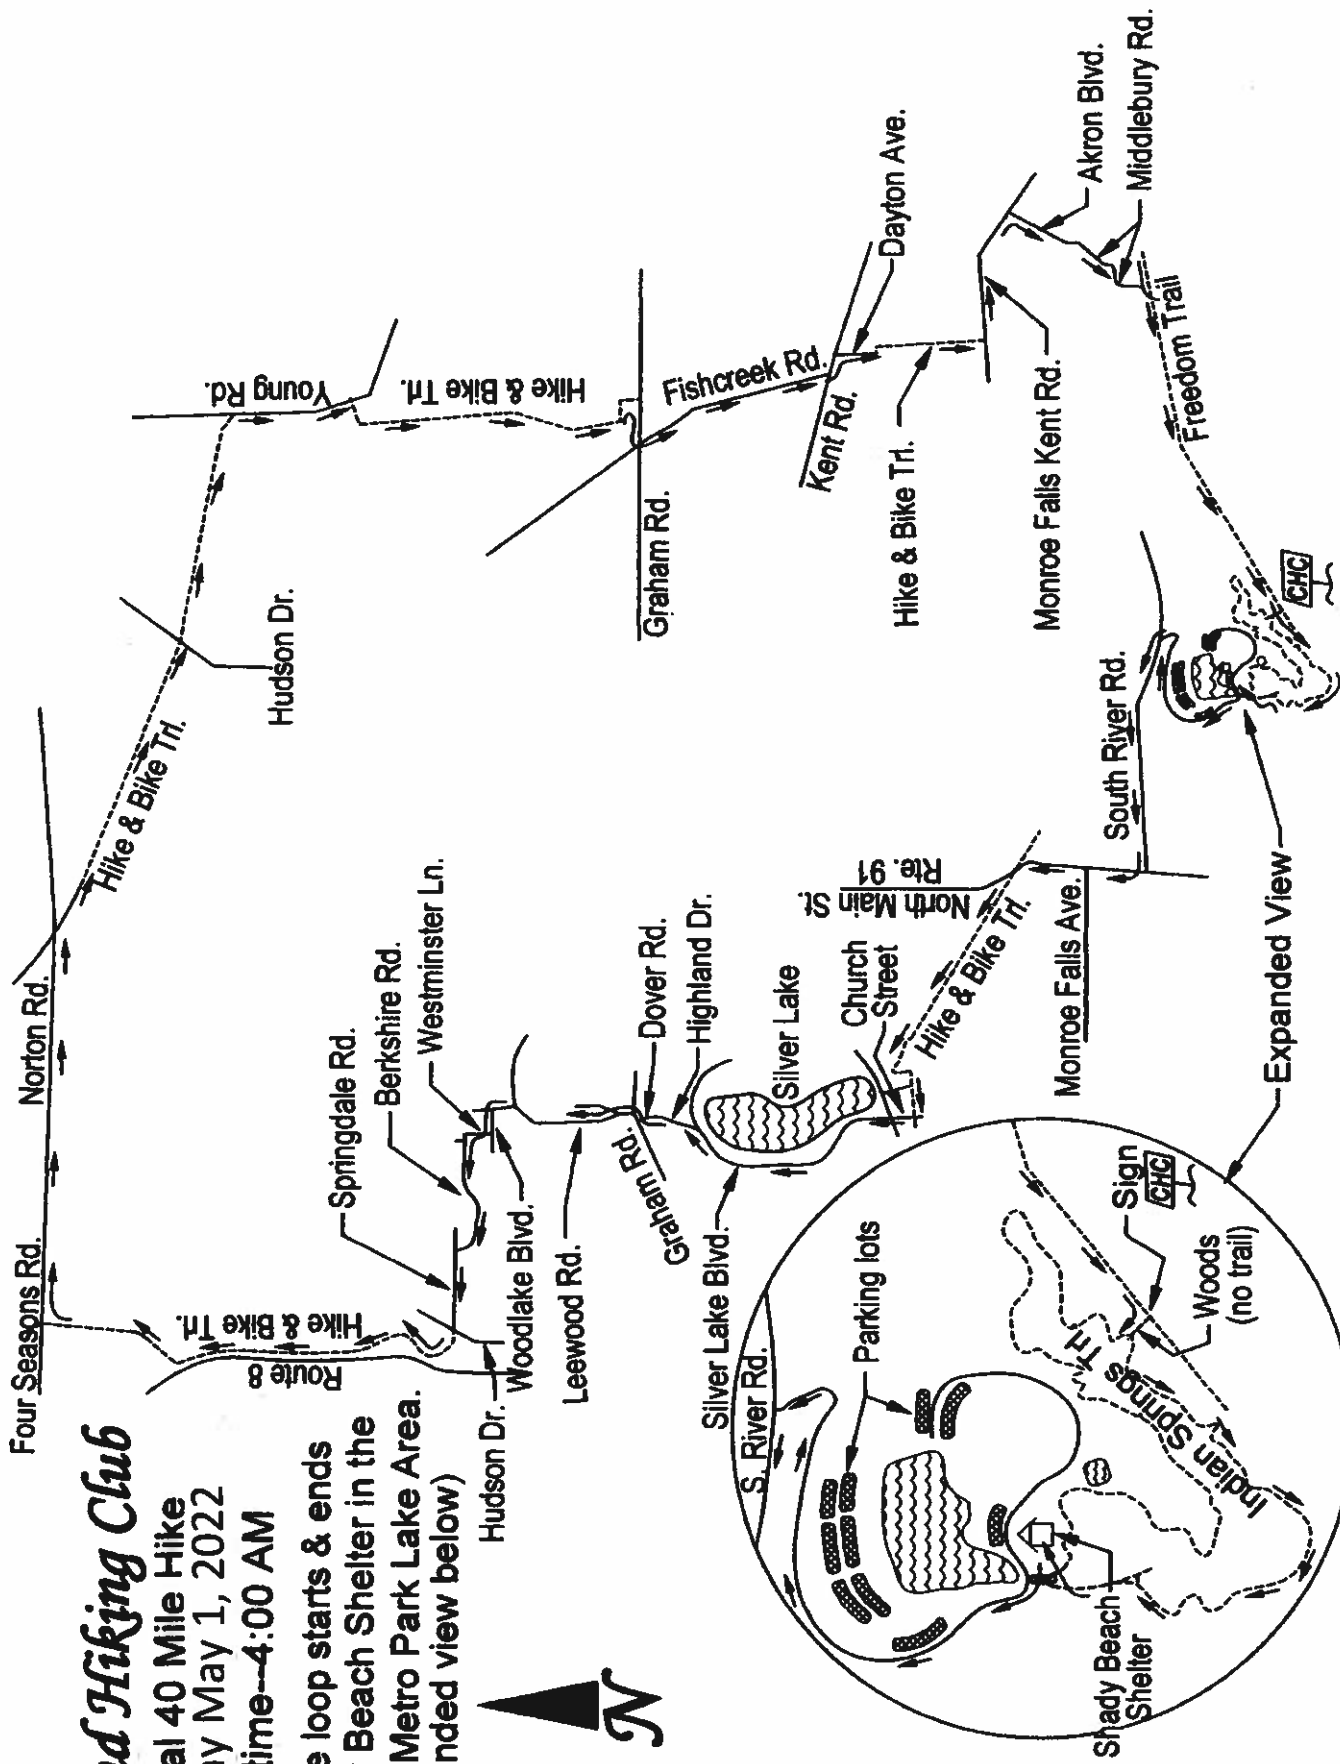 nd Hiking Club
al 40 Mile Hike
ay May 1, 2022
time--4:00 AM
e loop starts & ends
Beach Shelter in the
Metro Park Lake Area.
nded view below)
N
Four Seasons Rd.
Norton Rd.
Hike & Bike Trl.
Hudson Dr.
Young Rd.
Hike & Bike Trl.
Route 8
Hike & Bike Trl.
Springdale Rd.
Berkshire Rd.
Westminster Ln.
Hudson Dr.
Woodlake Blvd.
Leewood Rd.
Graham Rd.
Dover Rd.
Highland Dr.
Silver Lake Blvd.
Silver Lake
Church
Street
Graham Rd.
Fishcreek Rd.
Kent Rd.
Dayton Ave.
Hike & Bike Trl.
Monroe Falls Kent Rd.
Akron Blvd.
Middlebury Rd.
Freedom Trail
North Main St.
Rte. 91
Hike & Bike Trl.
Monroe Falls Ave.
South River Rd.
CHC
Expanded View
S. River Rd.
Parking lots
Sign
CHC
Woods
(no trail)
Indian Springs Trl
Shady Beach
Shelter